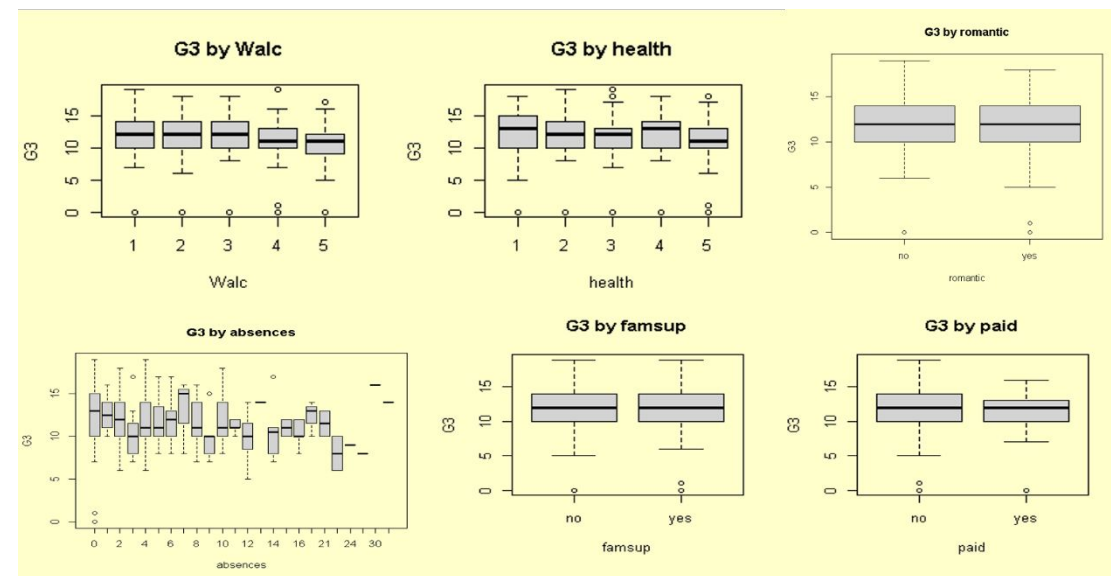 G3 by Walc
G3
15
10
5
0
1 2 3 4 5
Walc
G3 by health
G3
15
10
5
0
1 2 3 4 5
health
G3 by romantic
G3
15
10
5
0
no yes
romantic
G3 by absences
G3
15
10
5
0
0 2 4 6 8 10 12 14 16 21 24 30
absences
G3 by famsup
G3
15
10
5
0
no yes
famsup
G3 by paid
G3
15
10
5
0
no yes
paid